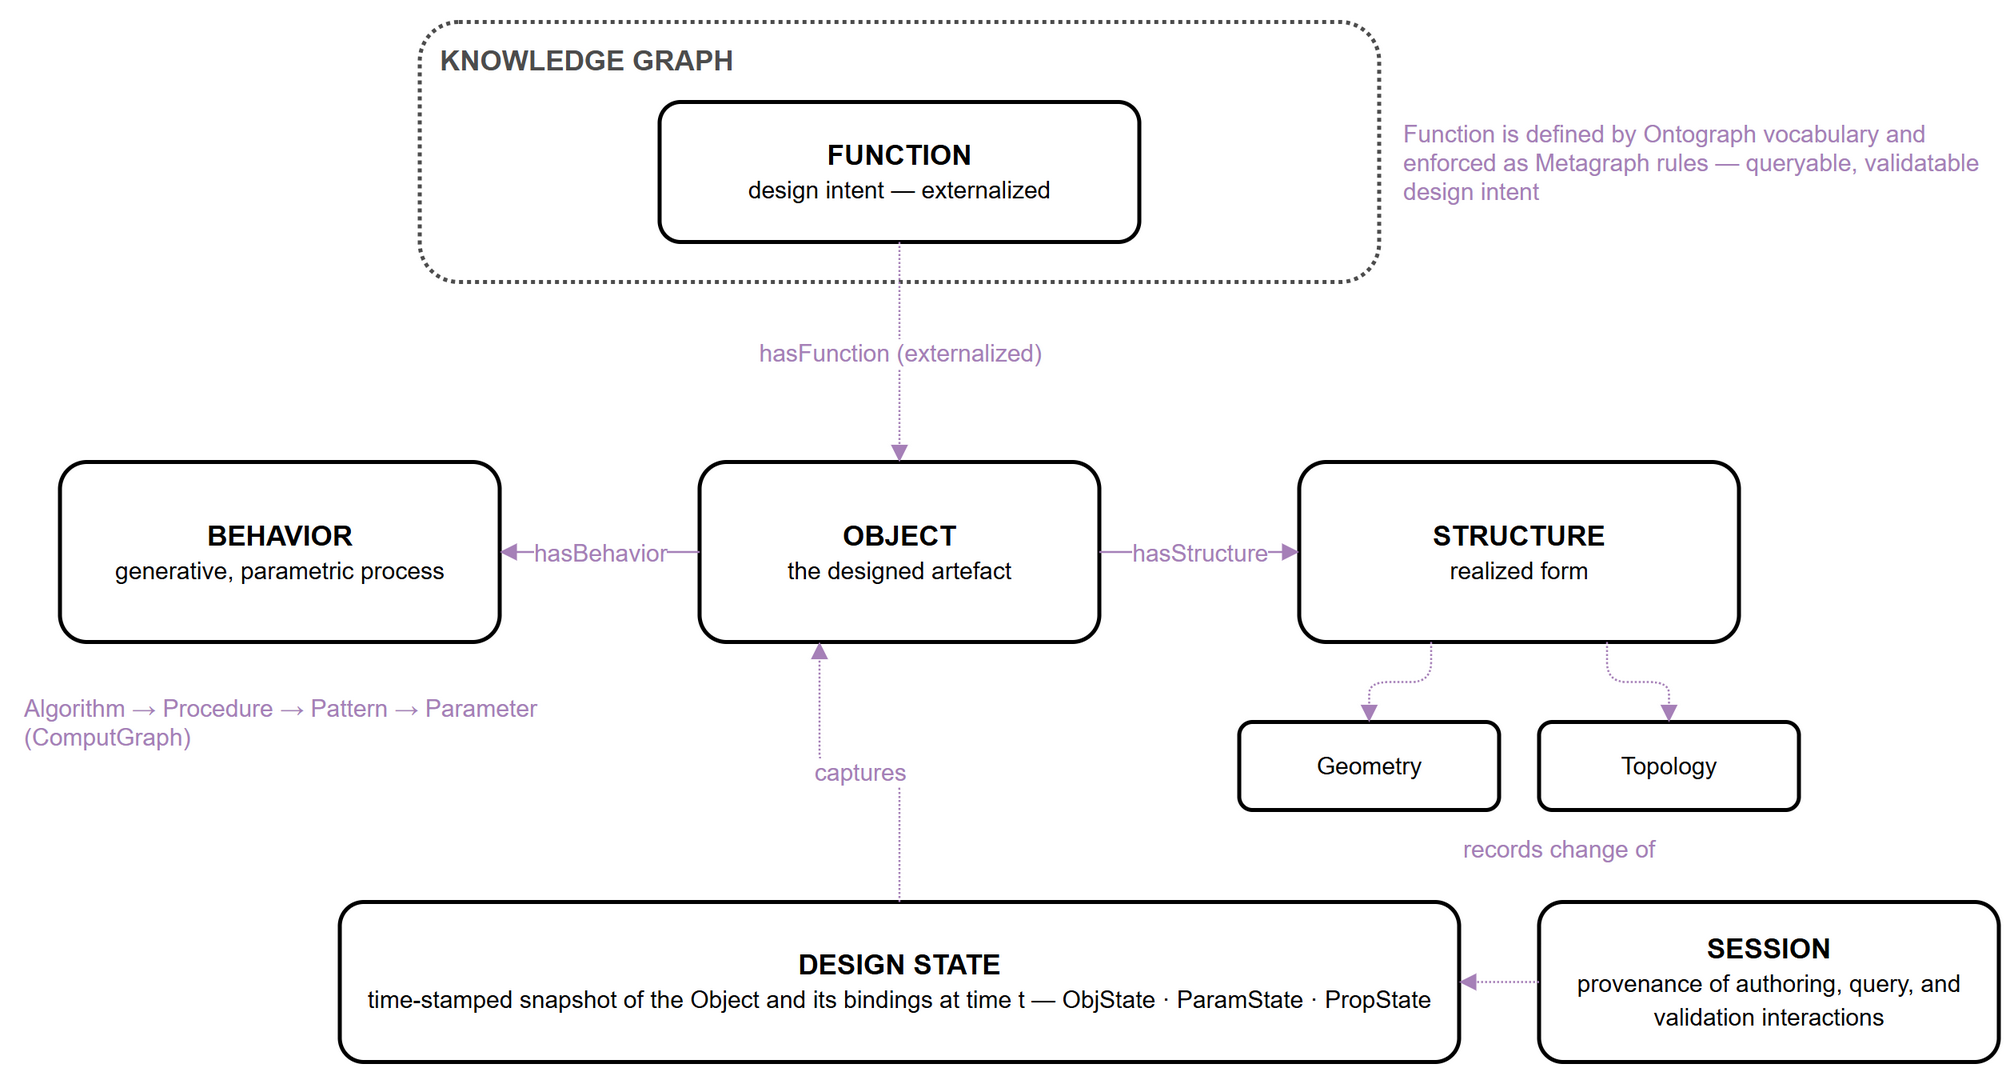 KNOWLEDGE GRAPH
FUNCTION
design intent — externalized
Function is defined by Ontograph vocabulary and
enforced as Metagraph rules — queryable, validatable
design intent
hasFunction (externalized)
BEHAVIOR
generative, parametric process
hasBehavior
OBJECT
the designed artefact
hasStructure
STRUCTURE
realized form
Algorithm → Procedure → Pattern → Parameter
(ComputGraph)
captures
Geometry
Topology
records change of
DESIGN STATE
time-stamped snapshot of the Object and its bindings at time t — ObjState · ParamState · PropState
SESSION
provenance of authoring, query, and
validation interactions